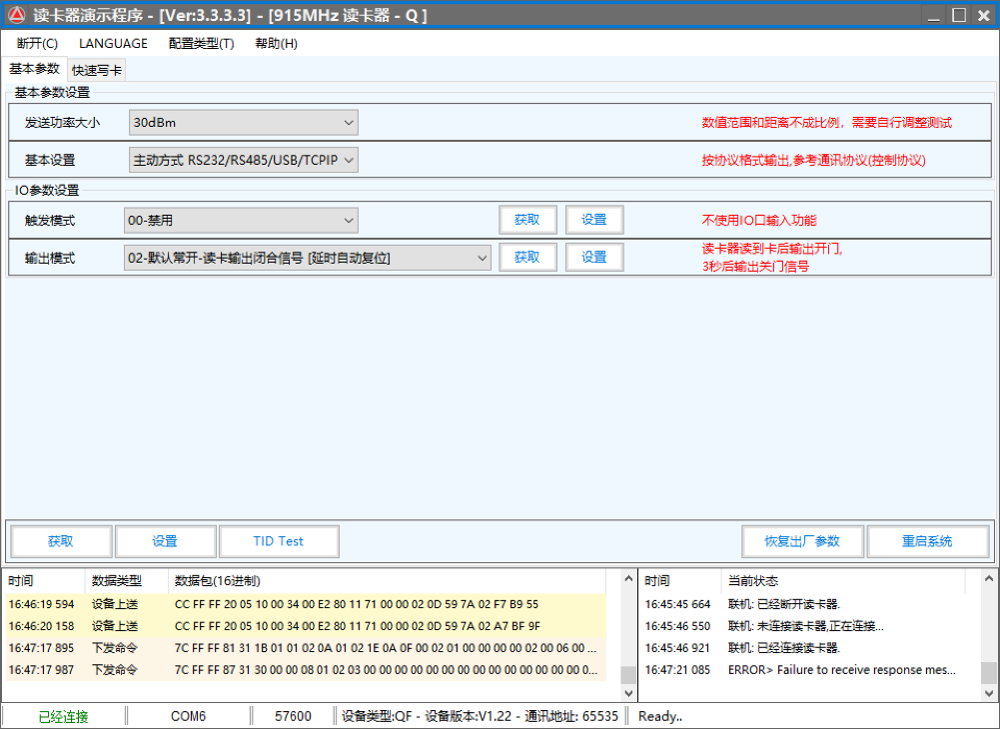 读卡器演示程序 - [Ver:3.3.3.3] - [915MHz 读卡器 - Q ]
断开(C) LANGUAGE 配置类型(T) 帮助(H)
基本参数 快速写卡
基本参数设置
发送功率大小 30dBm 数值范围和距离不成比例，需要自行调整测试
基本设置 主动方式 RS232/RS485/USB/TCPIP 按协议格式输出,参考通讯协议(控制协议)
IO参数设置
触发模式 00-禁用 获取 设置 不使用IO口输入功能
输出模式 02-默认常开-读卡输出闭合信号 [延时自动复位] 获取 设置 读卡器读到卡后输出开门,
3秒后输出关门信号
获取 设置 TID Test 恢复出厂参数 重启系统
时间 数据类型 数据包(16进制) 时间 当前状态
16:46:19 594 设备上送 CC FF FF 20 05 10 00 34 00 E2 80 11 71 00 00 02 0D 59 7A 02 F7 B9 55 16:45:45 664 联机: 已经断开读卡器.
16:46:20 158 设备上送 CC FF FF 20 05 10 00 34 00 E2 80 11 71 00 00 02 0D 59 7A 02 A7 BF 9F 16:45:46 550 联机: 未连接读卡器,正在连接...
16:47:17 895 下发命令 7C FF FF 81 31 1B 01 01 02 0A 01 02 1E 0A 0F 00 02 01 00 00 00 00 02 00 06 00 ... 16:45:46 921 联机: 已经连接读卡器.
16:47:17 987 下发命令 7C FF FF 87 31 30 00 00 08 01 02 03 00 00 00 00 00 00 00 00 00 00 00 00 00 0... 16:47:21 085 ERROR> Failure to receive response mes...
已经连接 COM6 57600 设备类型:QF - 设备版本:V1.22 - 通讯地址: 65535 Ready..